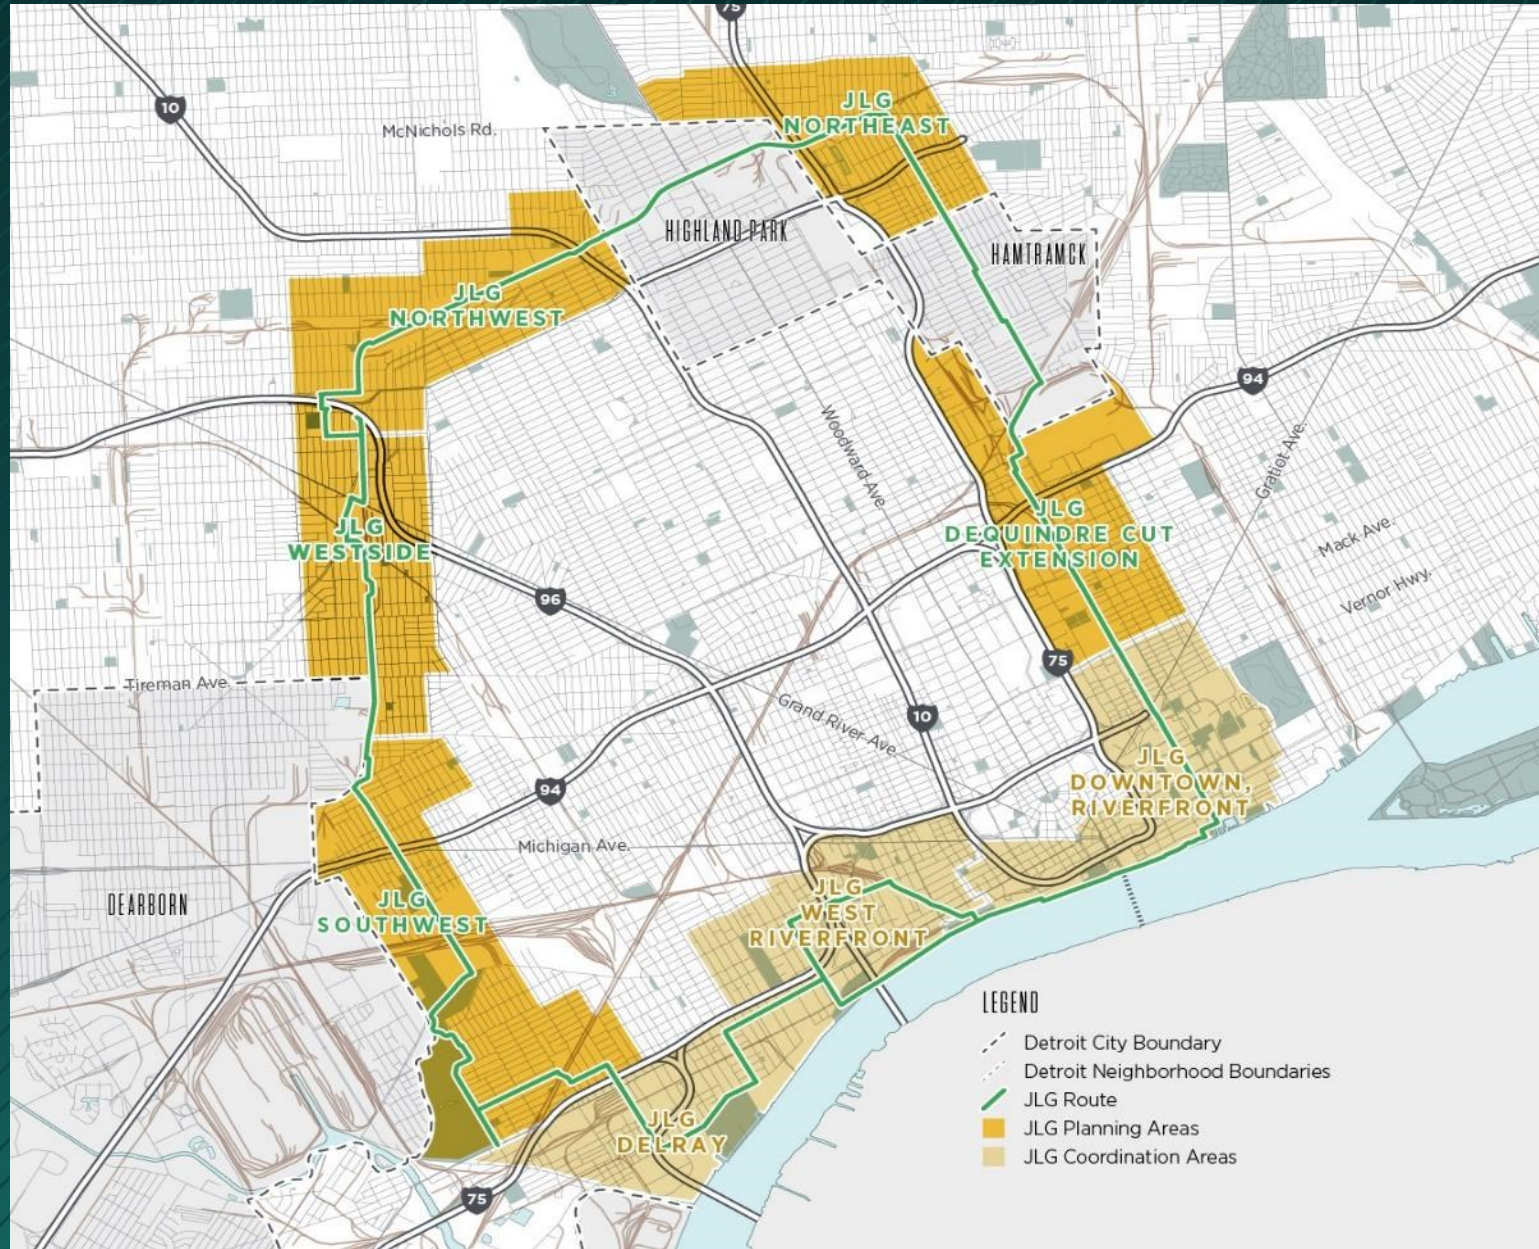 75
10
McNichols Rd.
JLG
NORTHEAST
HIGHLAND PARK
HAMTRAMCK
JLG
NORTHWEST
94
Woodward Ave
Gratiot Ave.
Mack Ave.
Vernor Hwy.
JLG
WESTSIDE
JLG
DEQUINDRE CUT
EXTENSION
96
75
Tireman Ave
Grand River Ave.
10
JLG
DOWNTOWN,
RIVERFRONT
94
Michigan Ave.
DEARBORN
JLG
SOUTHWEST
JLG
WEST
RIVERFRONT
JLG
DELRAY
75
LEGEND
Detroit City Boundary
Detroit Neighborhood Boundaries
JLG Route
JLG Planning Areas
JLG Coordination Areas